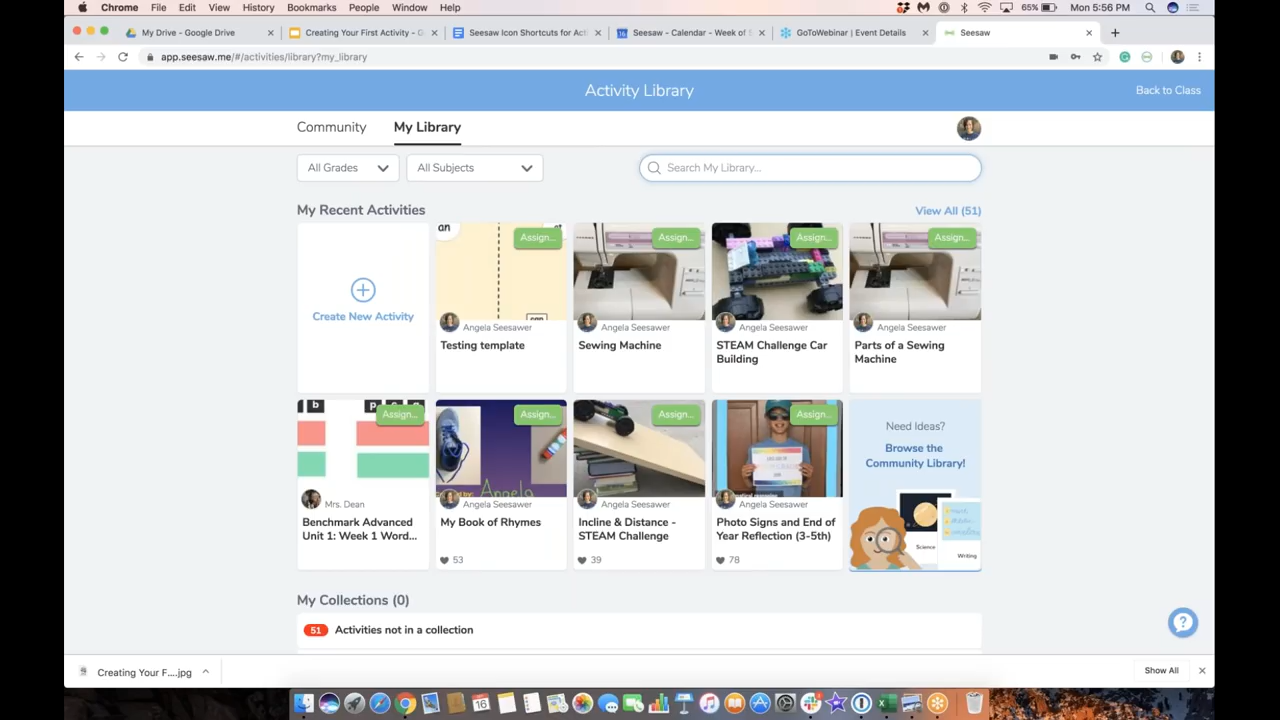 Chrome File Edit View History Bookmarks People Window Help 65% Mon 5:56 PM
My Drive - Google Drive Creating Your First Activity - G Seesaw Icon Shortcuts for Act Seesaw - Calendar - Week of S GoToWebinar | Event Details Seesaw
app.seesaw.me/#/activities/library?my_library
Activity Library
Back to Class
Community My Library
All Grades All Subjects Search My Library...
My Recent Activities View All (51)
an Assign... Assign... Assign... Assign...
can
Create New Activity
Angela Seesawer Angela Seesawer Angela Seesawer Angela Seesawer
Testing template Sewing Machine STEAM Challenge Car Parts of a Sewing
Building Machine
b p Assign... Assign... Assign... Assign...
Need Ideas?
Browse the
Community Library!
Angela
Mrs. Dean Angela Seesawer Angela Seesawer Angela Seesawer
Benchmark Advanced My Book of Rhymes Incline & Distance - Photo Signs and End of
Unit 1: Week 1 Word... STEAM Challenge Year Reflection (3-5th)
Science
Writing
53 39 78
My Collections (0)
51 Activities not in a collection
?
Creating Your F....jpg Show All
16